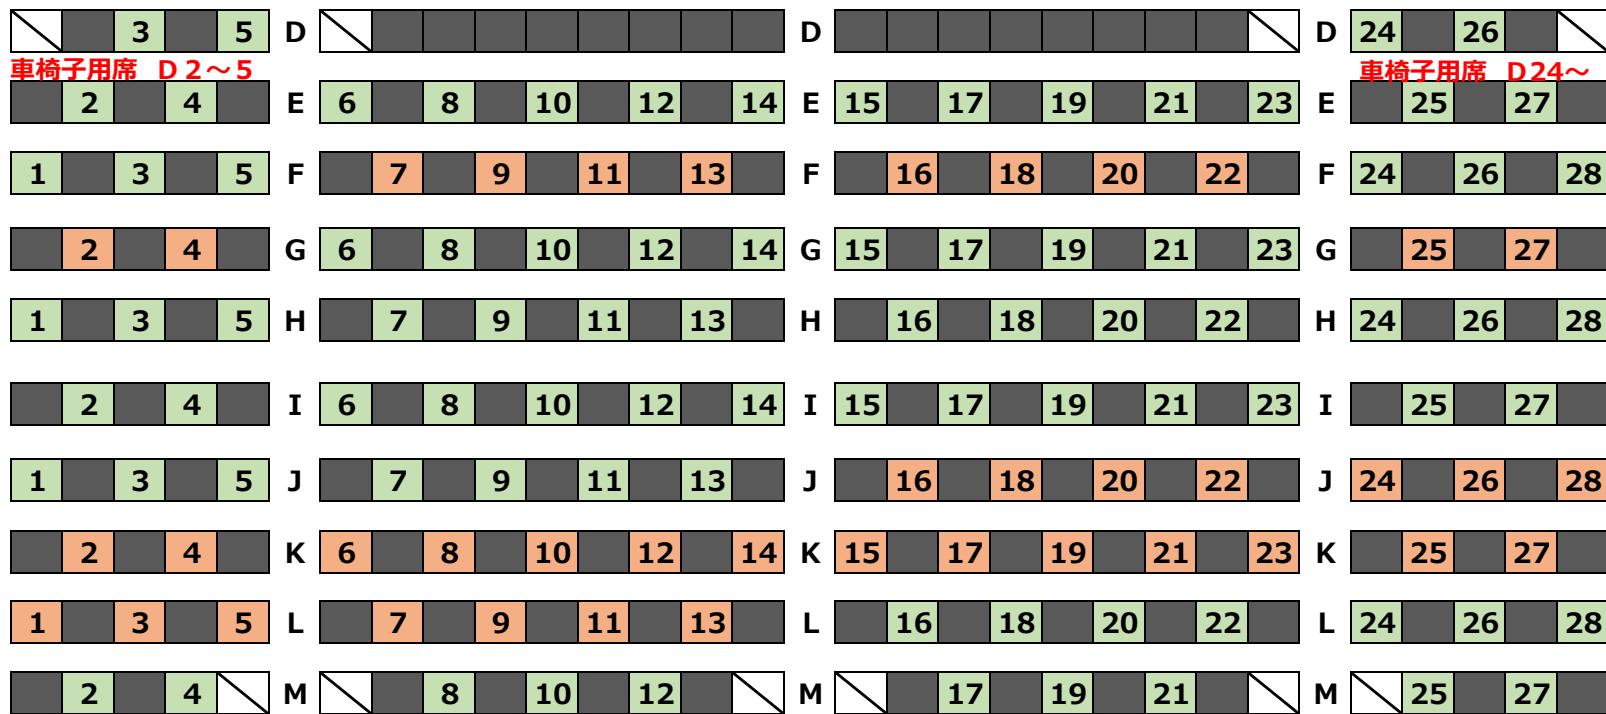 3 5 D D D 24 26
車椅子用席 D2～5 車椅子用席 D24～
2 4 E 6 8 10 12 14 E 15 17 19 21 23 E 25 27
1 3 5 F 7 9 11 13 F 16 18 20 22 F 24 26 28
2 4 G 6 8 10 12 14 G 15 17 19 21 23 G 25 27
1 3 5 H 7 9 11 13 H 16 18 20 22 H 24 26 28
2 4 I 6 8 10 12 14 I 15 17 19 21 23 I 25 27
1 3 5 J 7 9 11 13 J 16 18 20 22 J 24 26 28
2 4 K 6 8 10 12 14 K 15 17 19 21 23 K 25 27
1 3 5 L 7 9 11 13 L 16 18 20 22 L 24 26 28
2 4 M 8 10 12 M 17 19 21 M 25 27